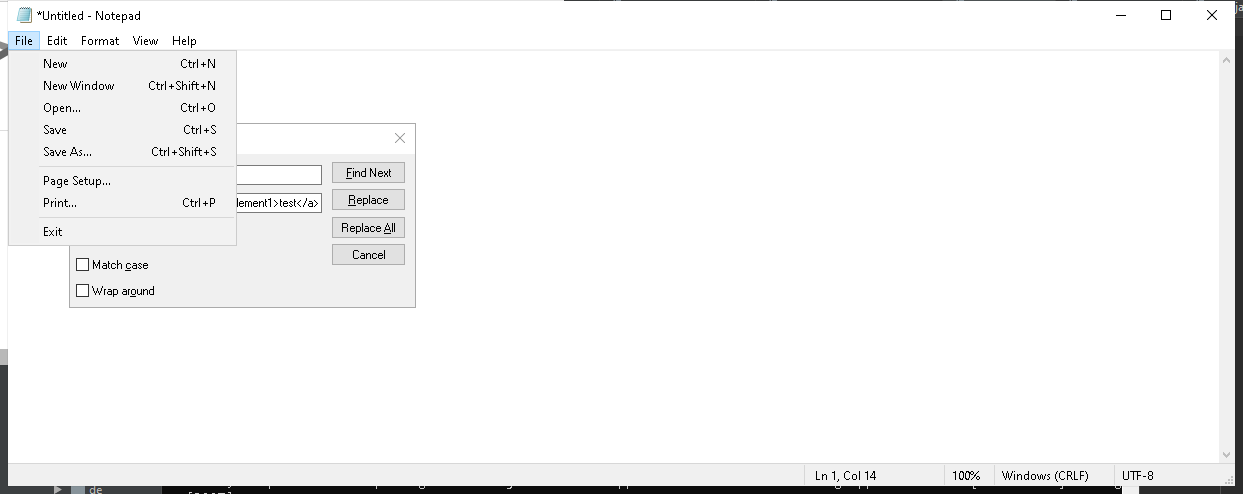 *Untitled - Notepad
File Edit Format View Help
New Ctrl+N
New Window Ctrl+Shift+N
Open... Ctrl+O
Save Ctrl+S
Save As... Ctrl+Shift+S
Page Setup...
Print... Ctrl+P
Exit
Find Next
lement1>test</a> Replace
Replace All
Cancel
Match case
Wrap around
Ln 1, Col 14 100% Windows (CRLF) UTF-8
de